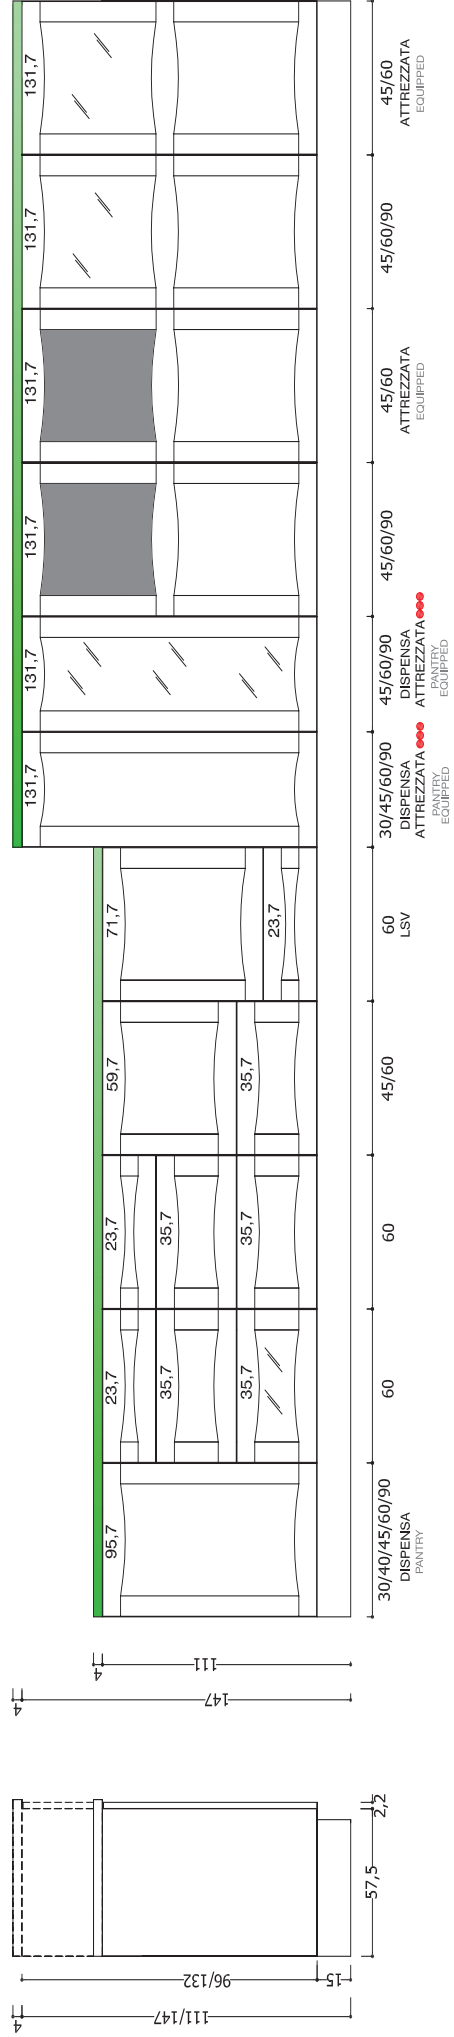 4
111/147
96/132
15
57,5
2,2
4
147
4
111
95,7
23,7
35,7
35,7
23,7
35,7
35,7
59,7
35,7
71,7
23,7
131,7
131,7
131,7
131,7
131,7
131,7
30/40/45/60/90
DISPENSA
PANTRY
60
60
45/60
60
LSV
30/45/60/90
DISPENSA
ATTREZZATA
PANTRY
EQUIPPED
45/60/90
DISPENSA
ATTREZZATA
PANTRY
EQUIPPED
45/60/90
45/60
ATTREZZATA
EQUIPPED
45/60/90
45/60
ATTREZZATA
EQUIPPED